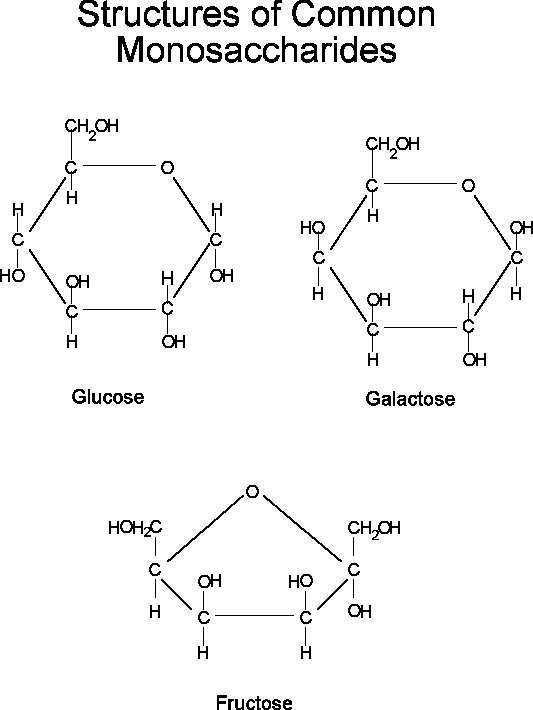 Structures of Common
Monosaccharides
CH2OH
C O
H H H
C C
HO OH H OH
C C
H OH
Glucose
CH2OH
C O
HO H OH
C C
H OH H H
C C
H OH
Galactose
O
HOH2C CH2OH
C C
H OH HO OH
C C
H H
Fructose